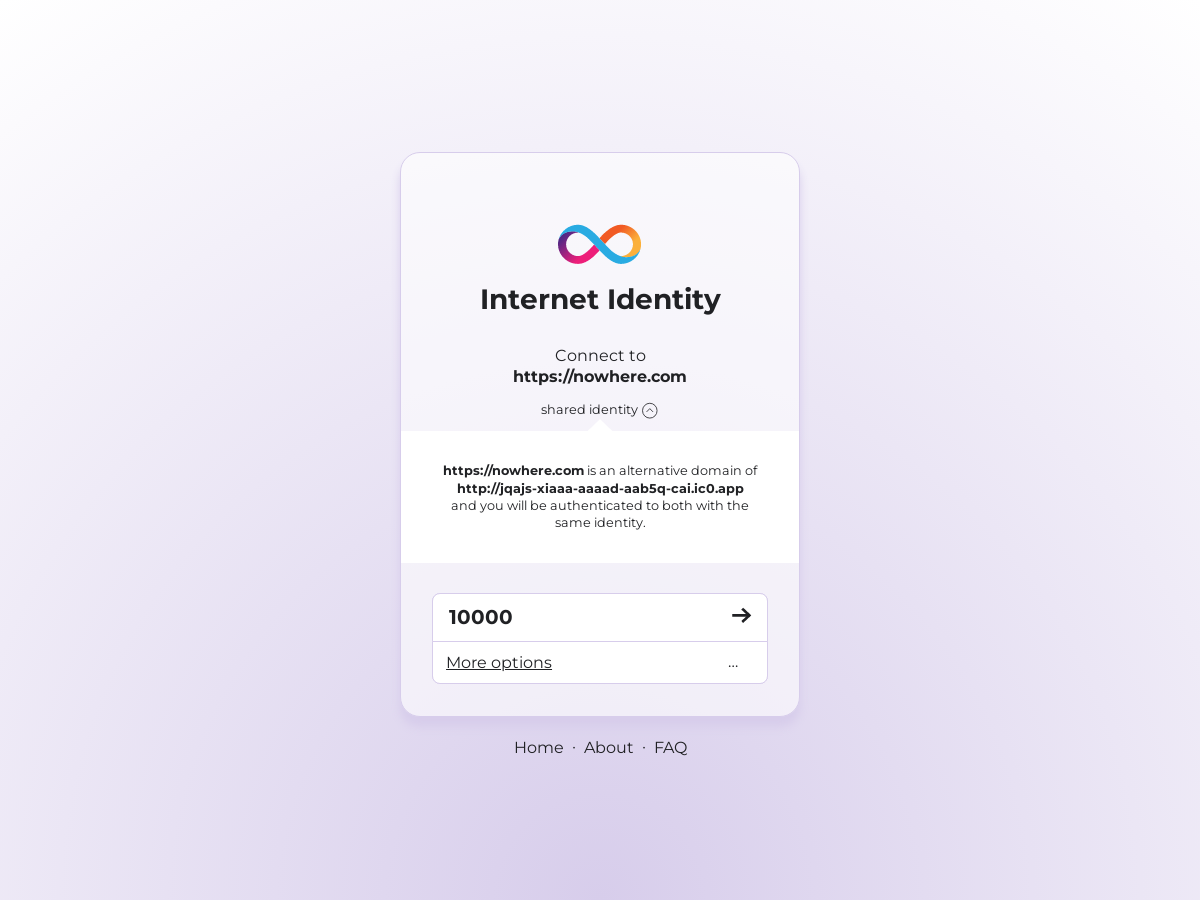 Internet Identity
Connect to
https://nowhere.com
shared identity
https://nowhere.com is an alternative domain of
http://jqajs-xiaaa-aaaad-aab5q-cai.ic0.app
and you will be authenticated to both with the
same identity.
10000
More options ...
Home · About · FAQ